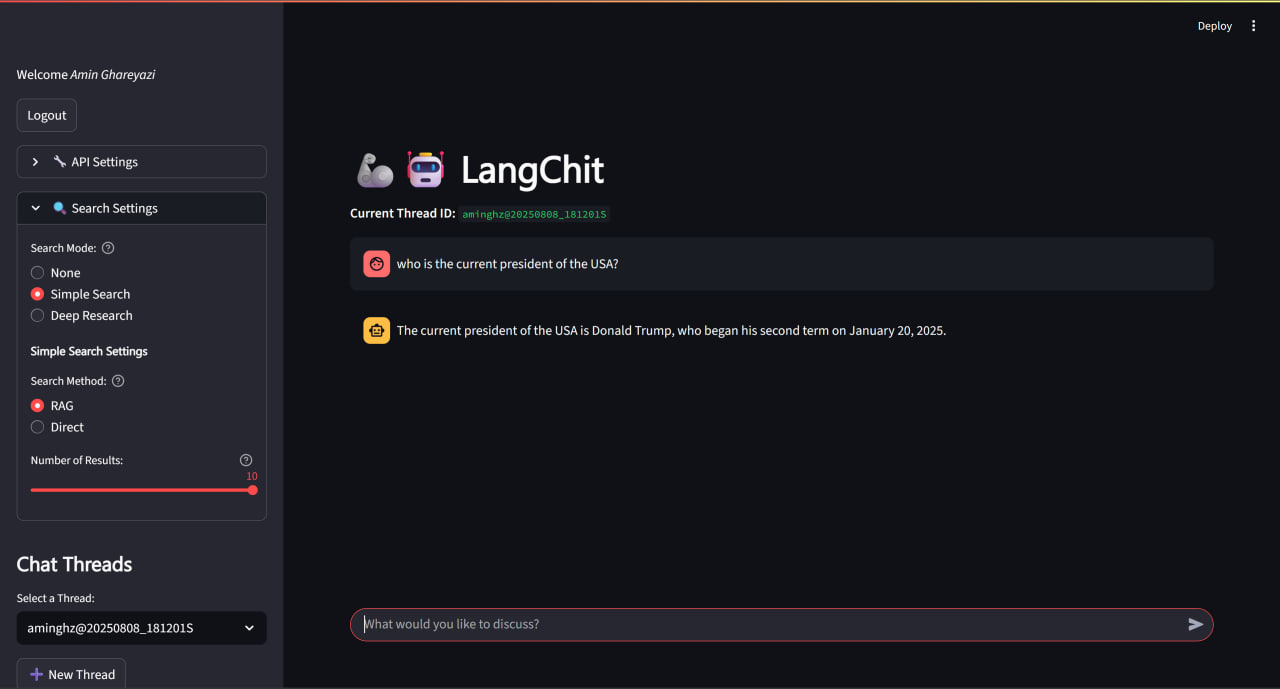 Deploy
Welcome Amin Ghareyazi
Logout
API Settings
Search Settings
Search Mode:
None
Simple Search
Deep Research
Simple Search Settings
Search Method:
RAG
Direct
Number of Results:
10
Chat Threads
Select a Thread:
aminghz@20250808_181201S
New Thread
LangChit
Current Thread ID: aminghz@20250808_181201S
who is the current president of the USA?
The current president of the USA is Donald Trump, who began his second term on January 20, 2025.
What would you like to discuss?